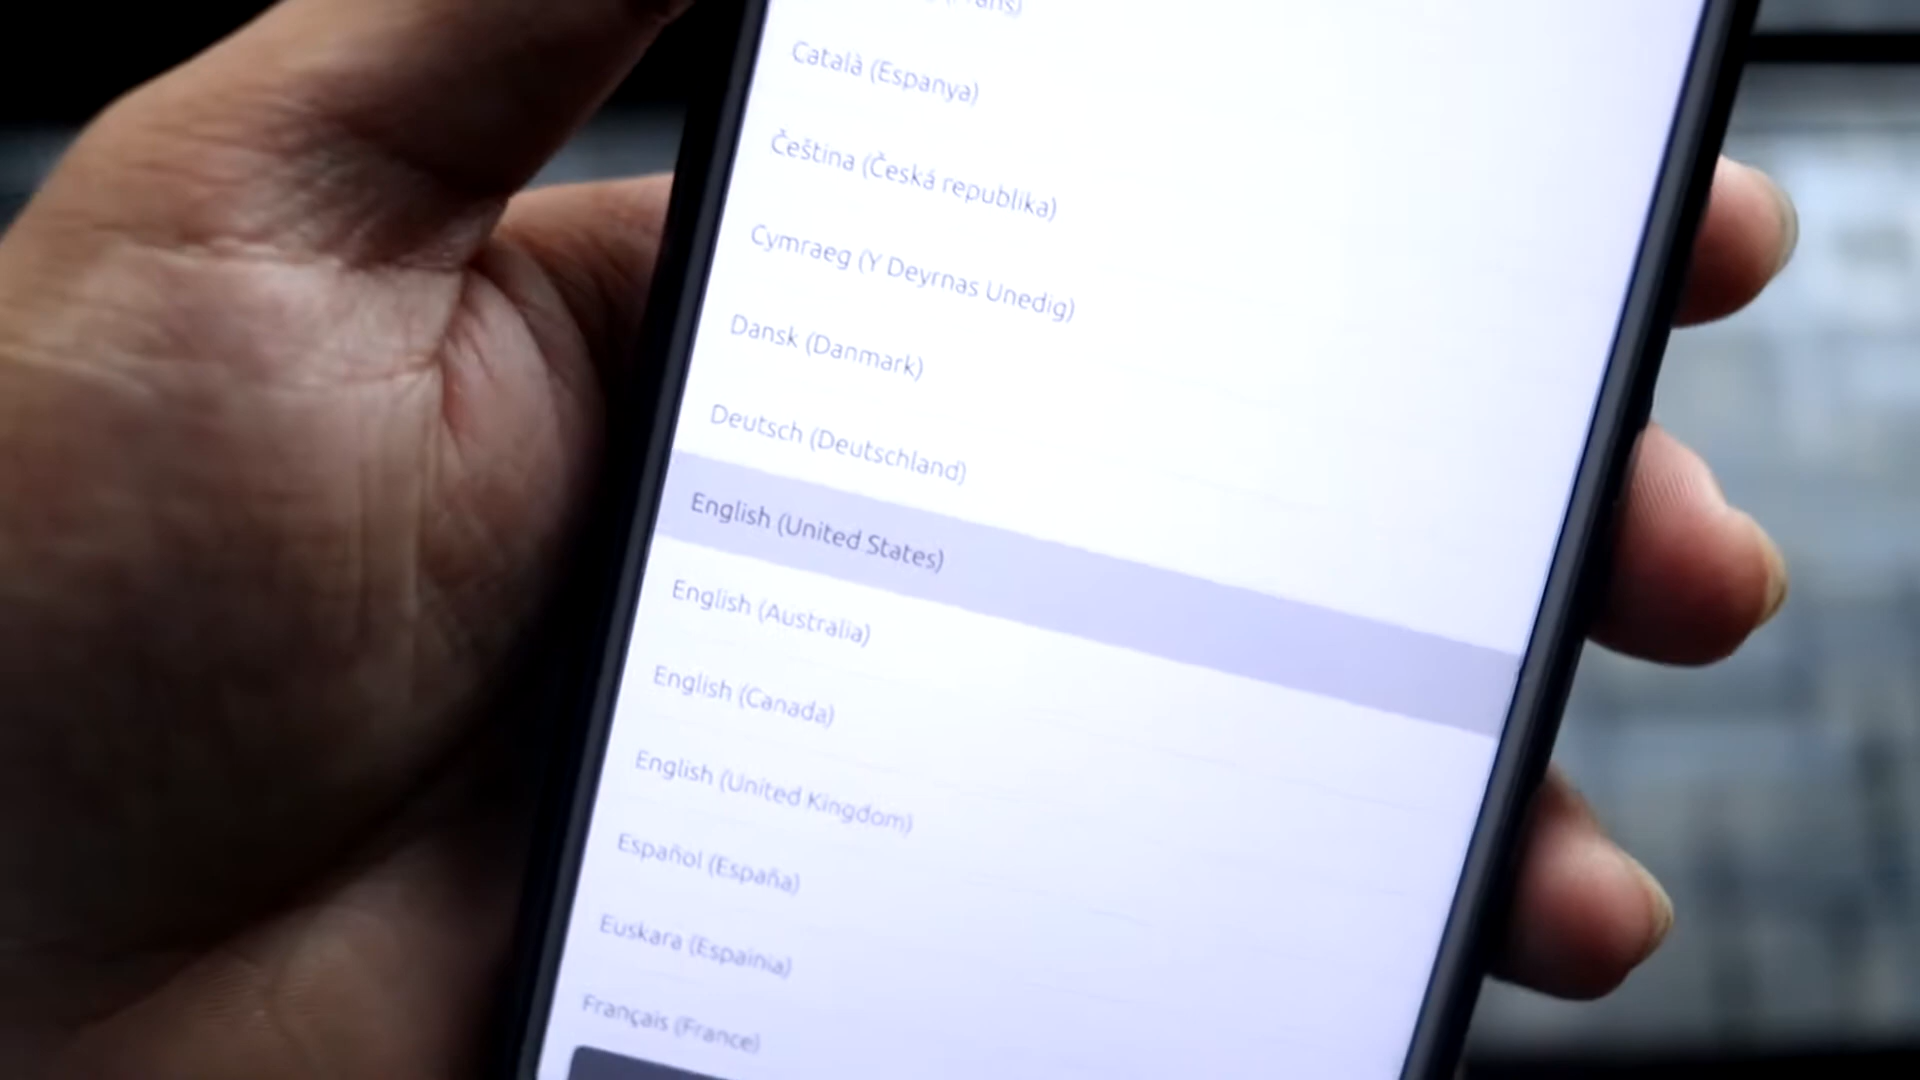 Català (Espanya)
Čeština (Česká republika)
Cymraeg (Y Deyrnas Unedig)
Dansk (Danmark)
Deutsch (Deutschland)
English (United States)
English (Australia)
English (Canada)
English (United Kingdom)
Español (España)
Euskara (Espainia)
Français (France)